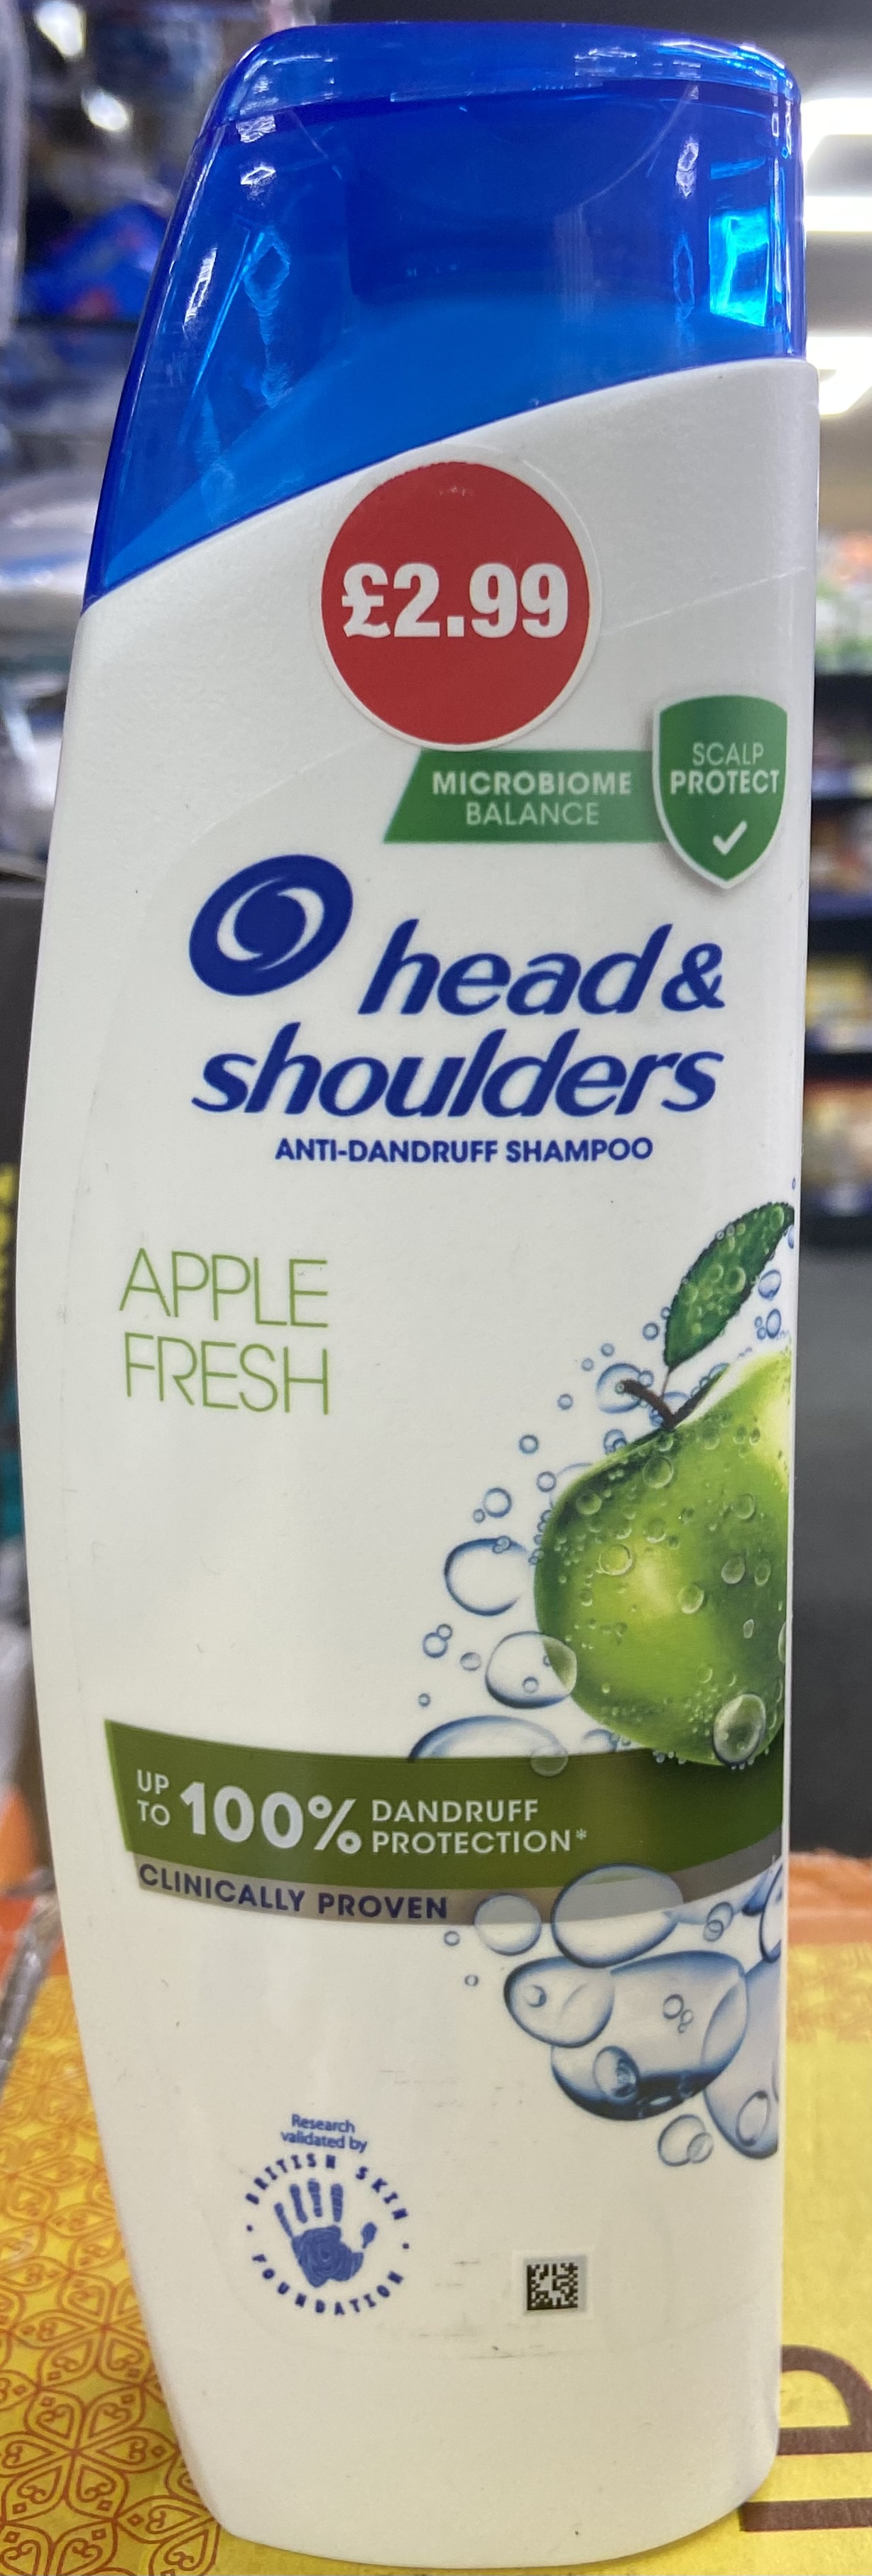 £2.99
MICROBIOME
BALANCE
SCALP
PROTECT
head &
shoulders
ANTI-DANDRUFF SHAMPOO
APPLE
FRESH
UP
TO 100% DANDRUFF
PROTECTION*
CLINICALLY PROVEN
Research
validated by
BRITISH SKIN
FOUNDATION